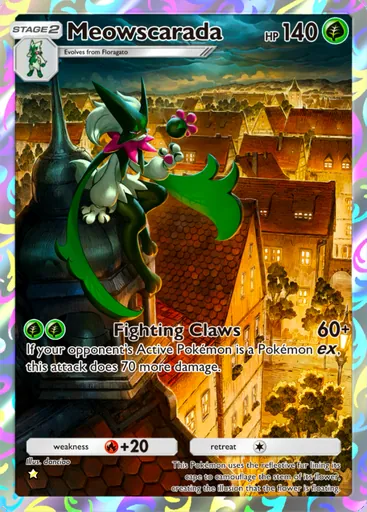 STAGE 2 Meowscarada HP 140
Evolves from Floragato
Fighting Claws 60+
If your opponent's Active Pokémon is a Pokémon ex,
this attack does 70 more damage.
weakness +20 retreat
Illus. danciao
This Pokémon uses the reflective fur lining its
cape to camouflage the stem of its flower,
creating the illusion that the flower is floating.